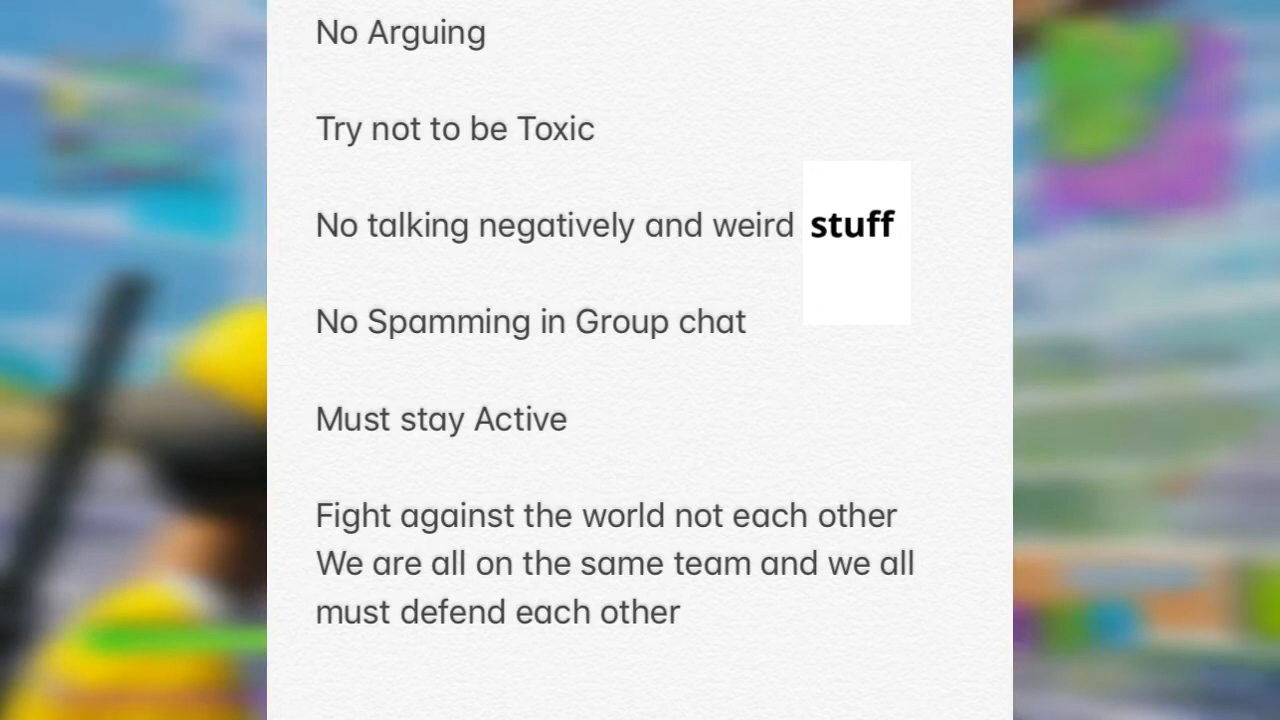 No Arguing
Try not to be Toxic
No talking negatively and weird stuff
No Spamming in Group chat
Must stay Active
Fight against the world not each other
We are all on the same team and we all
must defend each other